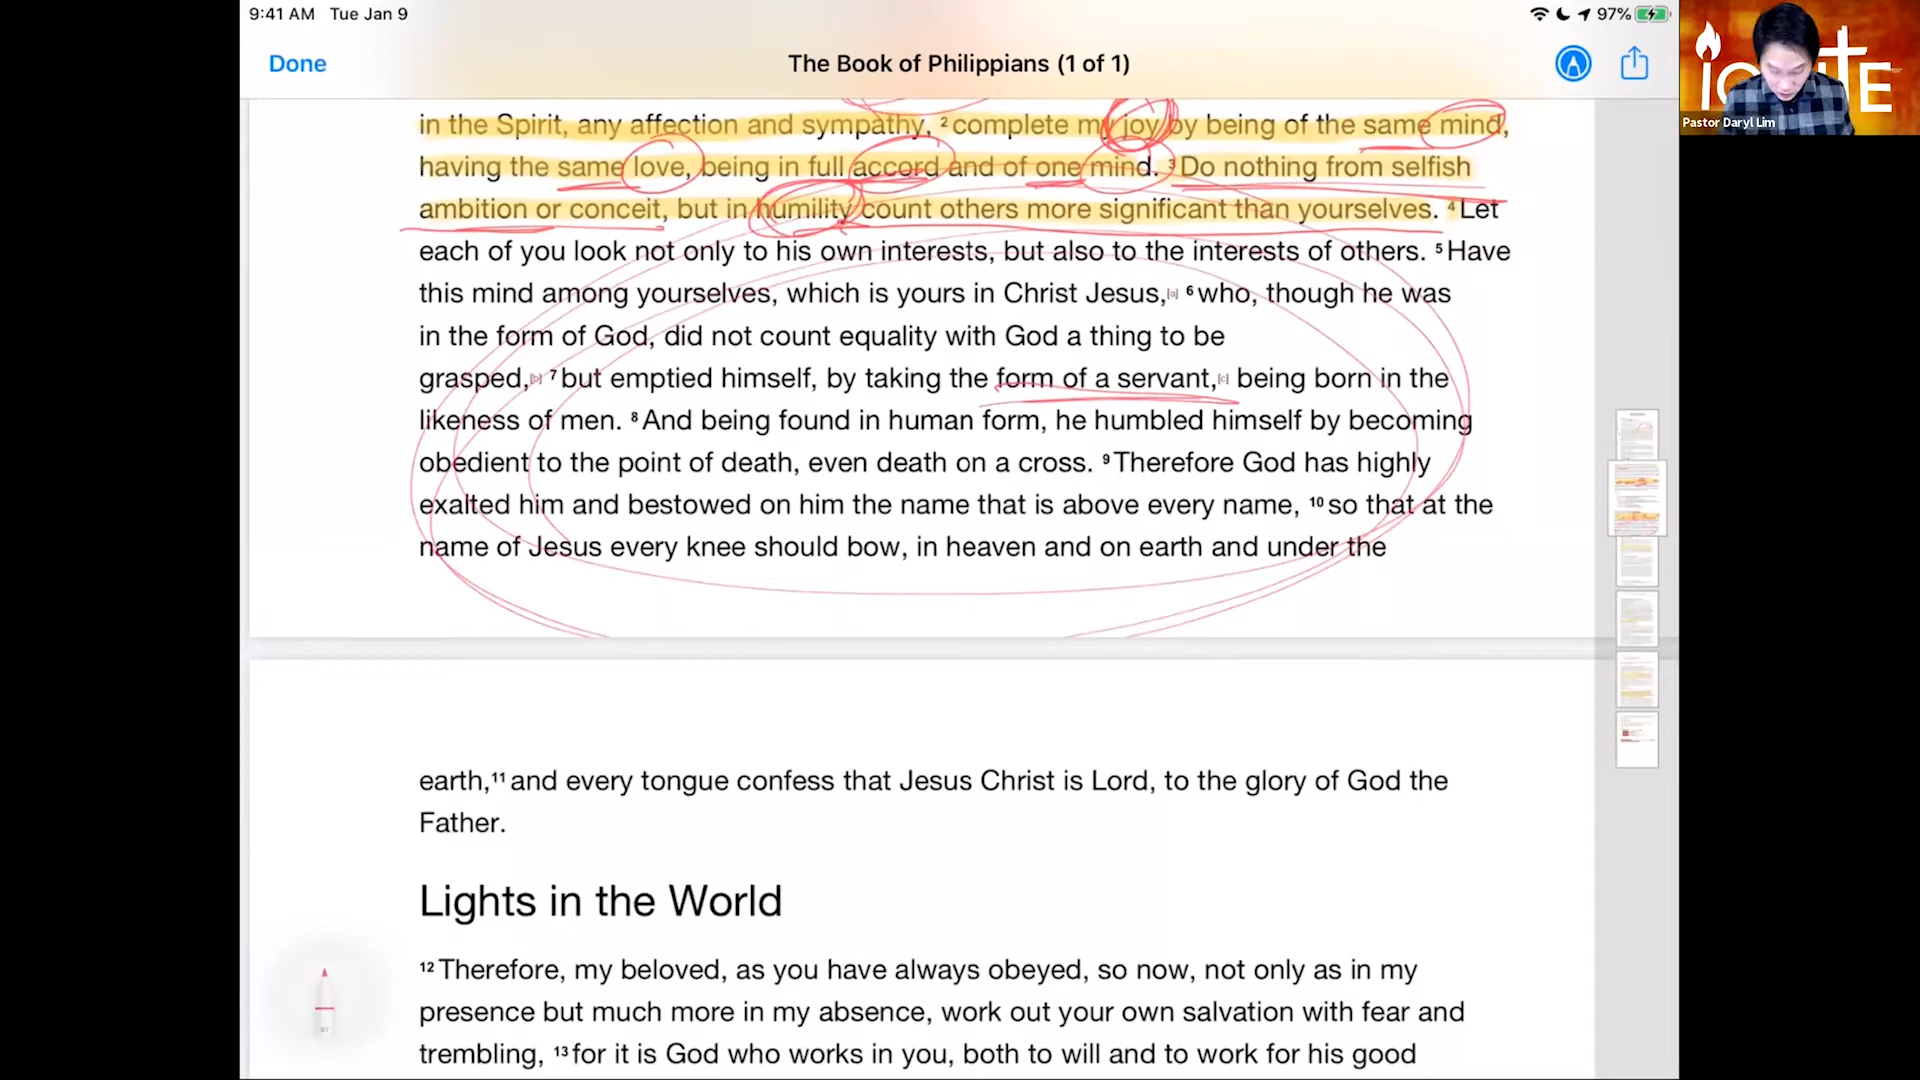 9:41 AM Tue Jan 9
97%
Done
The Book of Philippians (1 of 1)
Pastor Daryl Lim
in the Spirit, any affection and sympathy, 2 complete my joy by being of the same mind,
having the same love, being in full accord and of one mind. 3 Do nothing from selfish
ambition or conceit, but in humility count others more significant than yourselves. 4 Let
each of you look not only to his own interests, but also to the interests of others. 5 Have
this mind among yourselves, which is yours in Christ Jesus,[a] 6 who, though he was
in the form of God, did not count equality with God a thing to be
grasped,[b] 7 but emptied himself, by taking the form of a servant,[c] being born in the
likeness of men. 8 And being found in human form, he humbled himself by becoming
obedient to the point of death, even death on a cross. 9 Therefore God has highly
exalted him and bestowed on him the name that is above every name, 10 so that at the
name of Jesus every knee should bow, in heaven and on earth and under the
earth, 11 and every tongue confess that Jesus Christ is Lord, to the glory of God the
Father.
Lights in the World
12 Therefore, my beloved, as you have always obeyed, so now, not only as in my
presence but much more in my absence, work out your own salvation with fear and
trembling, 13 for it is God who works in you, both to will and to work for his good